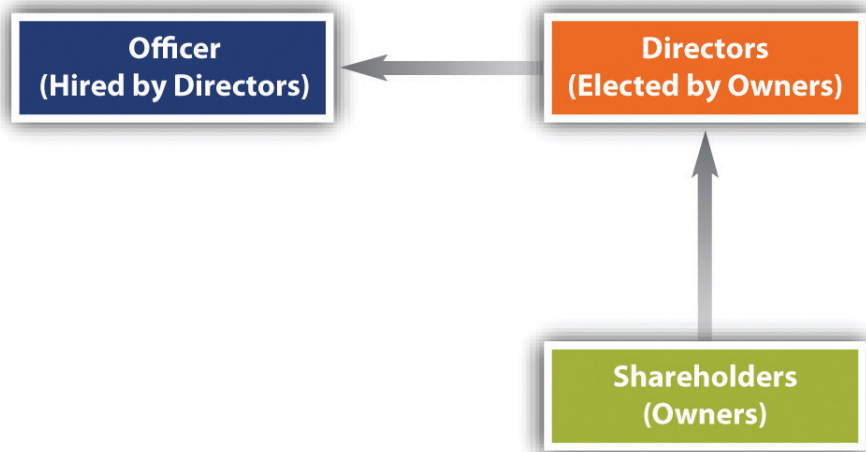 Officer
(Hired by Directors)
Directors
(Elected by Owners)
Shareholders
(Owners)